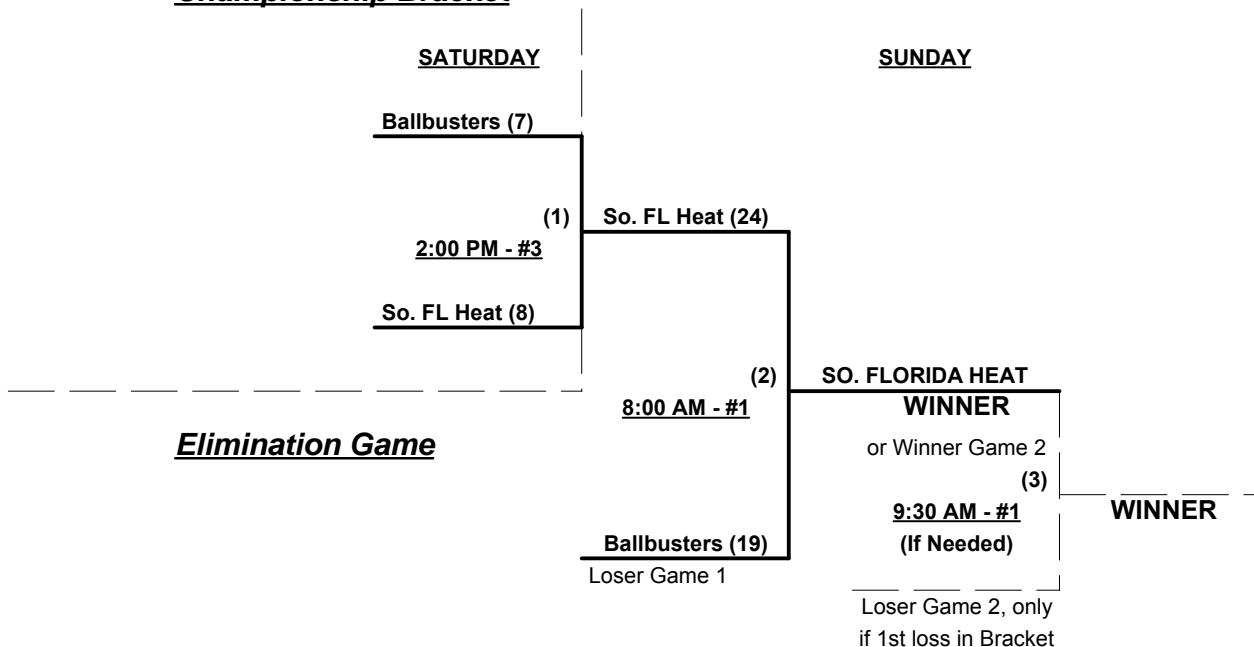 Championship Bracket
SATURDAY
SUNDAY
Ballbusters (7)
(1)
So. FL Heat (24)
2:00 PM - #3
So. FL Heat (8)
(2)
SO. FLORIDA HEAT
8:00 AM - #1
WINNER
Elimination Game
or Winner Game 2
(3)
9:30 AM - #1
WINNER
(If Needed)
Ballbusters (19)
Loser Game 1
Loser Game 2, only
if 1st loss in Bracket